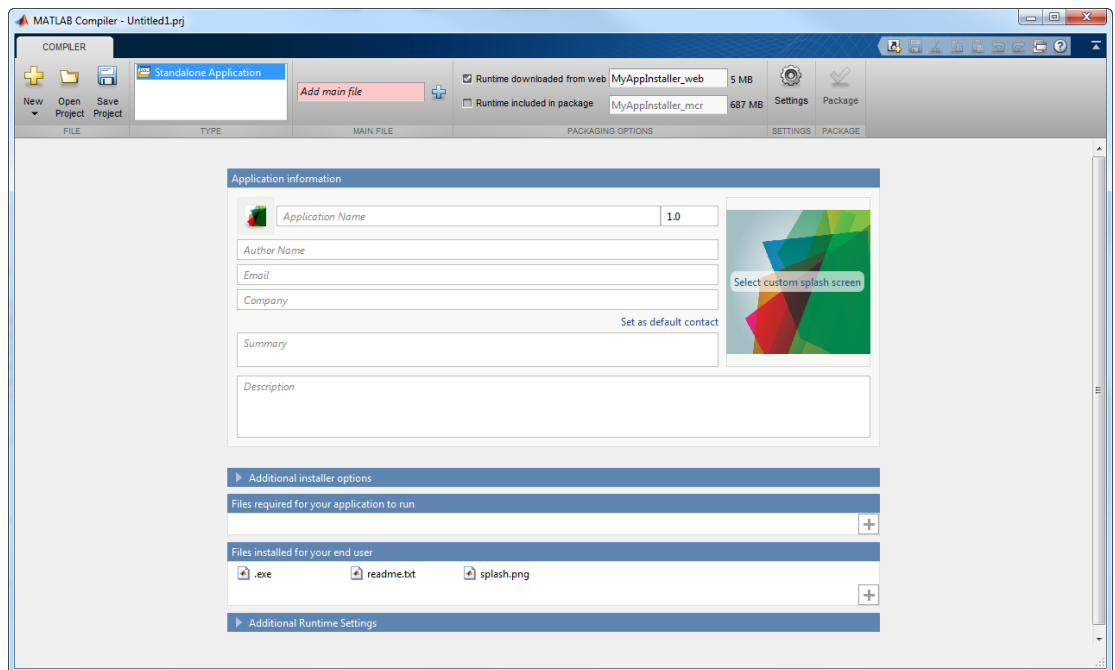 MATLAB Compiler - Untitled1.prj
COMPILER
New
Open Project
Save Project
FILE
Standalone Application
TYPE
Add main file
MAIN FILE
Runtime downloaded from web MyAppInstaller_web 5 MB
Runtime included in package MyAppInstaller_mcr 687 MB
PACKAGING OPTIONS
Settings
SETTINGS
Package
PACKAGE
Application information
Application Name 1.0
Author Name
Email
Company
Set as default contact
Summary
Select custom splash screen
Description
Additional installer options
Files required for your application to run
Files installed for your end user
.exe readme.txt splash.png
Additional Runtime Settings